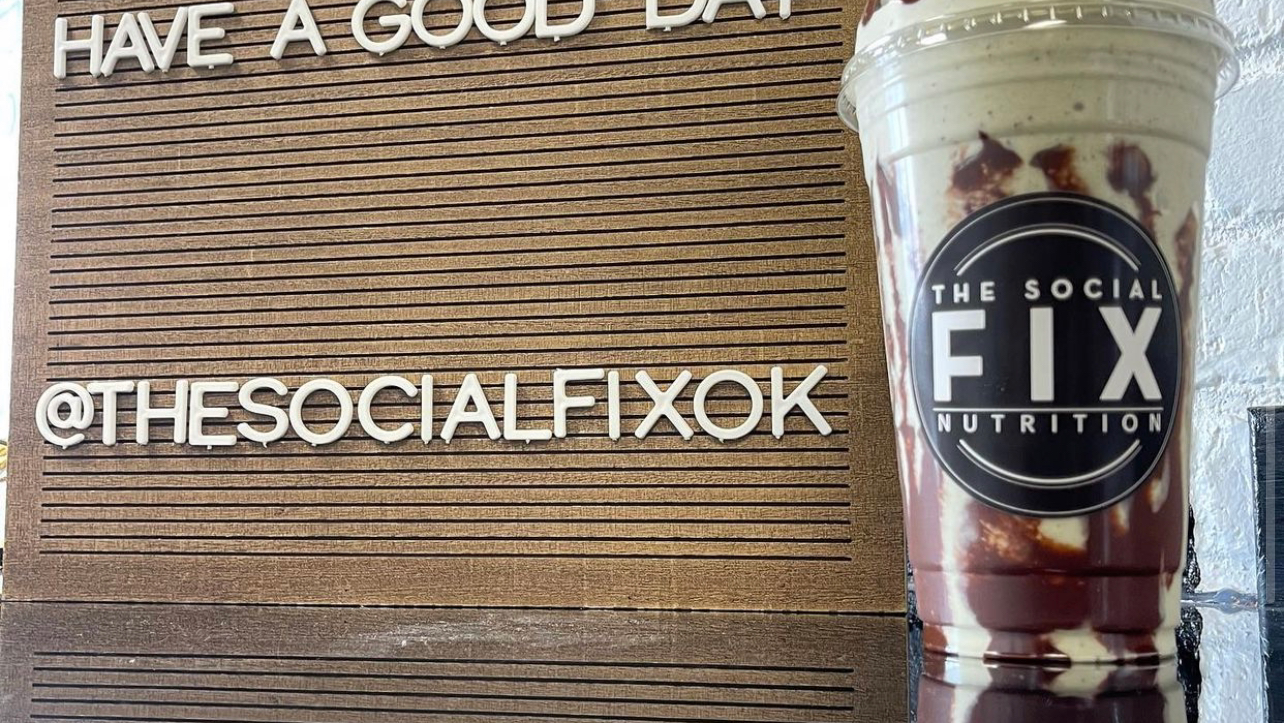 HAVE A GOOD DAY
@THESOCIALFIXOK
THE SOCIAL
FIX
NUTRITION